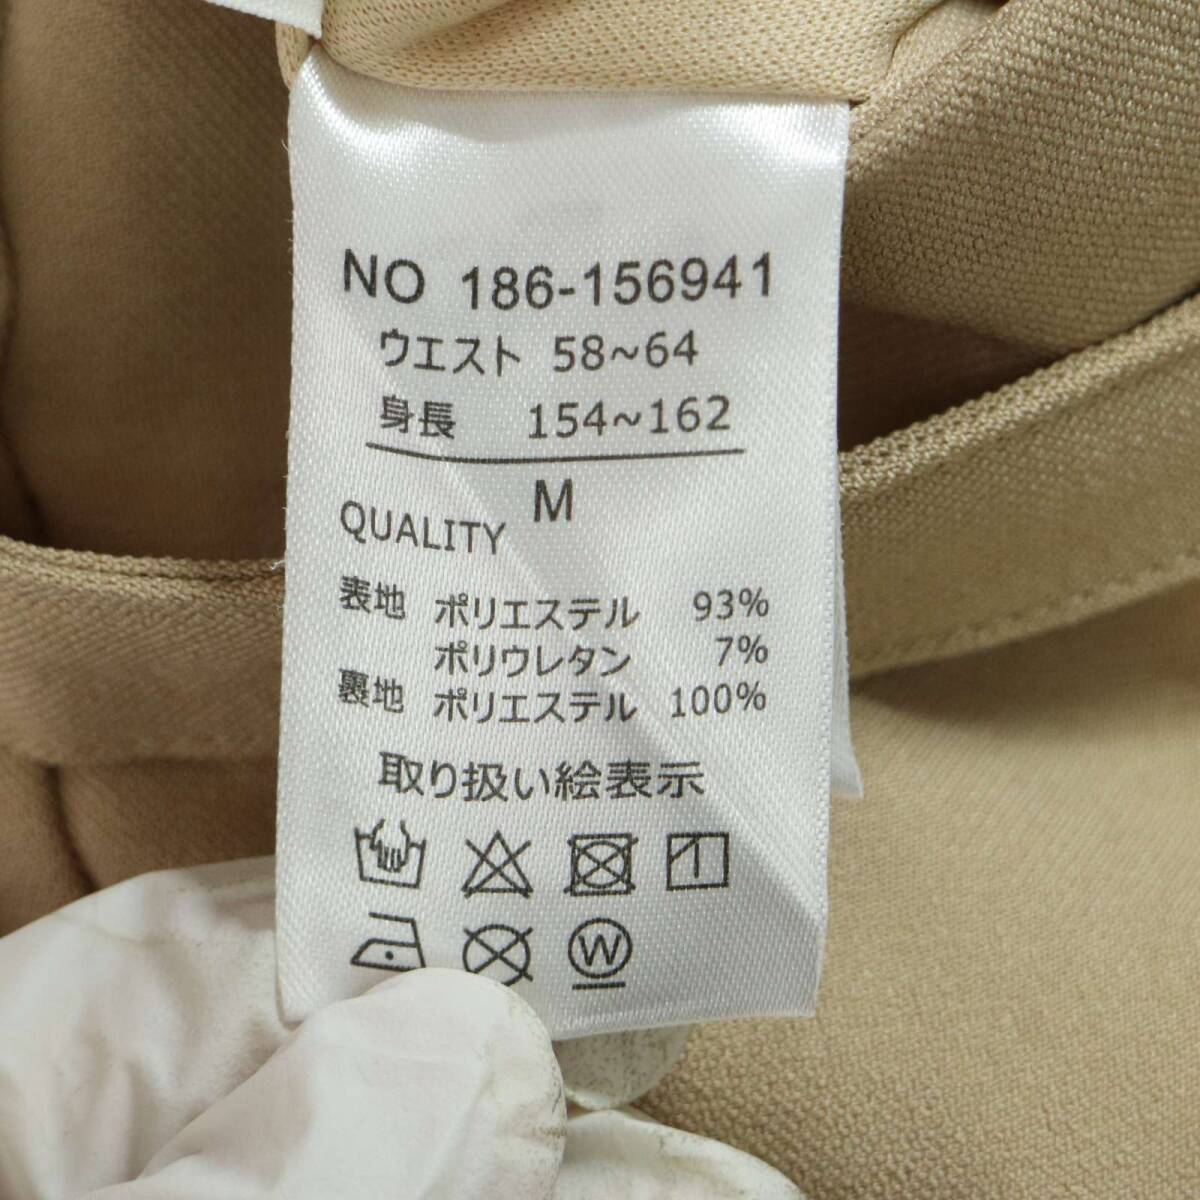 NO 186-156941
ウエスト 58~64
身長 154~162
M
QUALITY
表地 ポリエステル 93%
ポリウレタン 7%
裏地 ポリエステル 100%
取り扱い絵表示
W